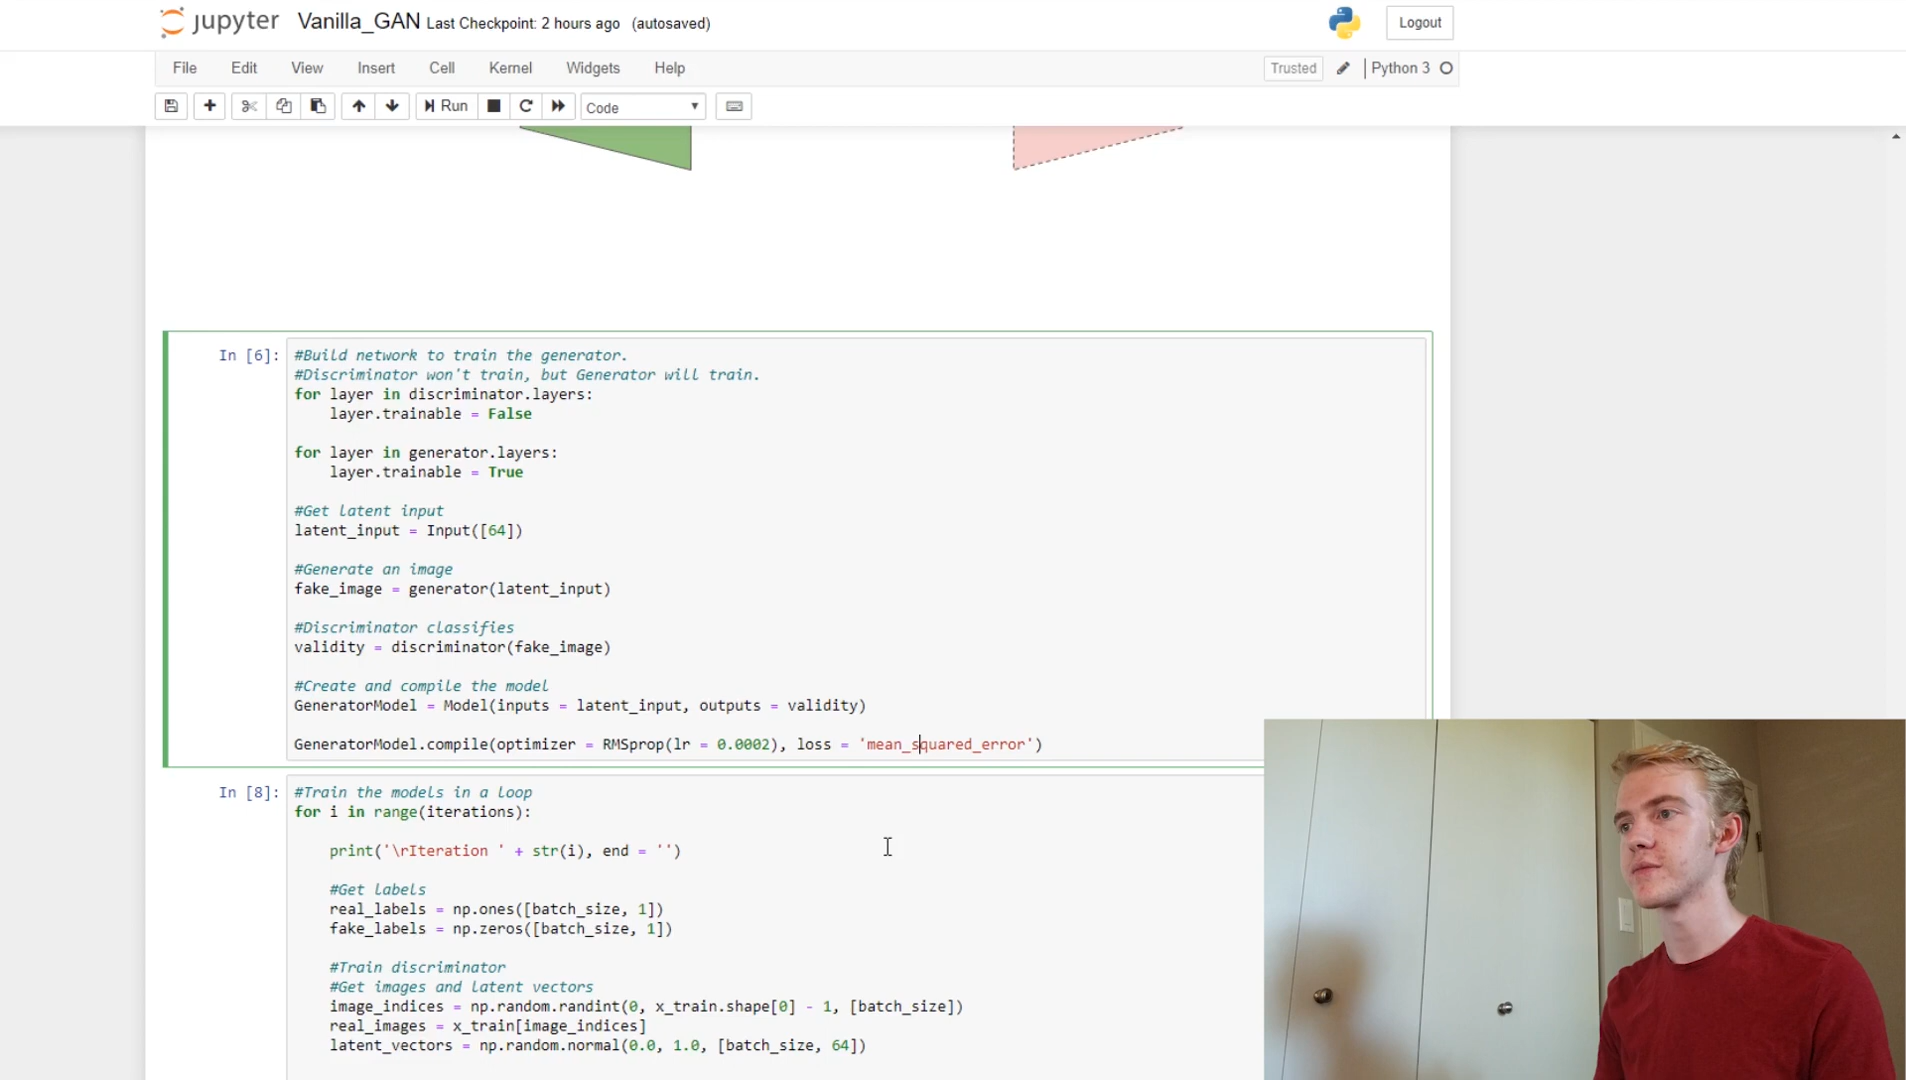 jupyter Vanilla_GAN Last Checkpoint: 2 hours ago (autosaved) Logout
File Edit View Insert Cell Kernel Widgets Help Trusted Python 3
Run Code
In [6]: #Build network to train the generator.
#Discriminator won't train, but Generator will train.
for layer in discriminator.layers:
    layer.trainable = False
for layer in generator.layers:
    layer.trainable = True
#Get latent input
latent_input = Input([64])
#Generate an image
fake_image = generator(latent_input)
#Discriminator classifies
validity = discriminator(fake_image)
#Create and compile the model
GeneratorModel = Model(inputs = latent_input, outputs = validity)
GeneratorModel.compile(optimizer = RMSprop(lr = 0.0002), loss = 'mean_squared_error')
In [8]: #Train the models in a loop
for i in range(iterations):
    print('\rIteration ' + str(i), end = '')
    #Get labels
    real_labels = np.ones([batch_size, 1])
    fake_labels = np.zeros([batch_size, 1])
    #Train discriminator
    #Get images and latent vectors
    image_indices = np.random.randint(0, x_train.shape[0] - 1, [batch_size])
    real_images = x_train[image_indices]
    latent_vectors = np.random.normal(0.0, 1.0, [batch_size, 64])